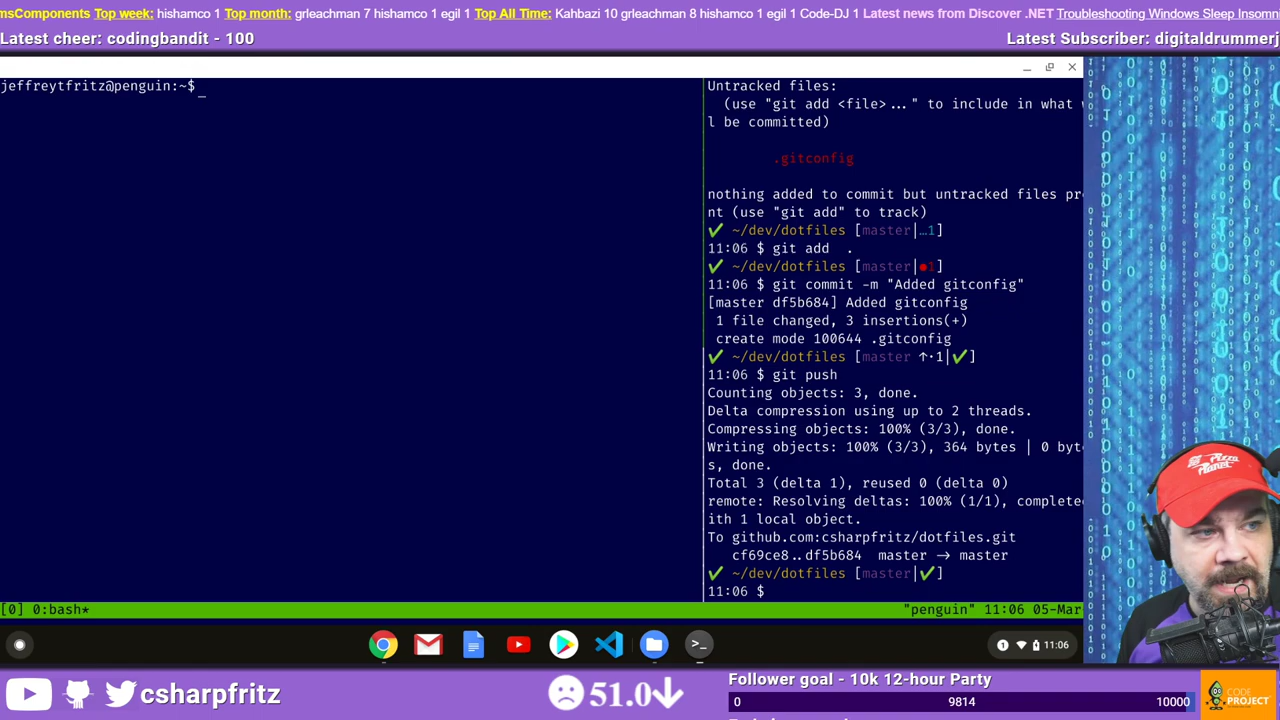 msComponents Top week: hishamco 1 Top month: grleachman 7 hishamco 1 egil 1 Top All Time: Kahbazi 10 grleachman 8 hishamco 1 egil 1 Code-DJ 1 Latest news from Discover .NET Troubleshooting Windows Sleep Insomn
Latest cheer: codingbandit - 100
Latest Subscriber: digitaldrummerj
jeffreytfritz@penguin:~$
Untracked files:
(use "git add <file>..." to include in what w
l be committed)
.gitconfig
nothing added to commit but untracked files pre
nt (use "git add" to track)
✔ ~/dev/dotfiles [master|…1]
11:06 $ git add .
✔ ~/dev/dotfiles [master|●1]
11:06 $ git commit -m "Added gitconfig"
[master df5b684] Added gitconfig
1 file changed, 3 insertions(+)
create mode 100644 .gitconfig
✔ ~/dev/dotfiles [master ↑·1|✔]
11:06 $ git push
Counting objects: 3, done.
Delta compression using up to 2 threads.
Compressing objects: 100% (3/3), done.
Writing objects: 100% (3/3), 364 bytes | 0 byte
s, done.
Total 3 (delta 1), reused 0 (delta 0)
remote: Resolving deltas: 100% (1/1), completed
ith 1 local object.
To github.com:csharpfritz/dotfiles.git
cf69ce8..df5b684 master → master
✔ ~/dev/dotfiles [master|✔]
11:06 $
[0] 0:bash*
"penguin" 11:06 05-Mar
1
11:06
Pizza Planet
csharpfritz
51.0↓
Follower goal - 10k 12-hour Party
0
9814
10000
CODE PROJECT